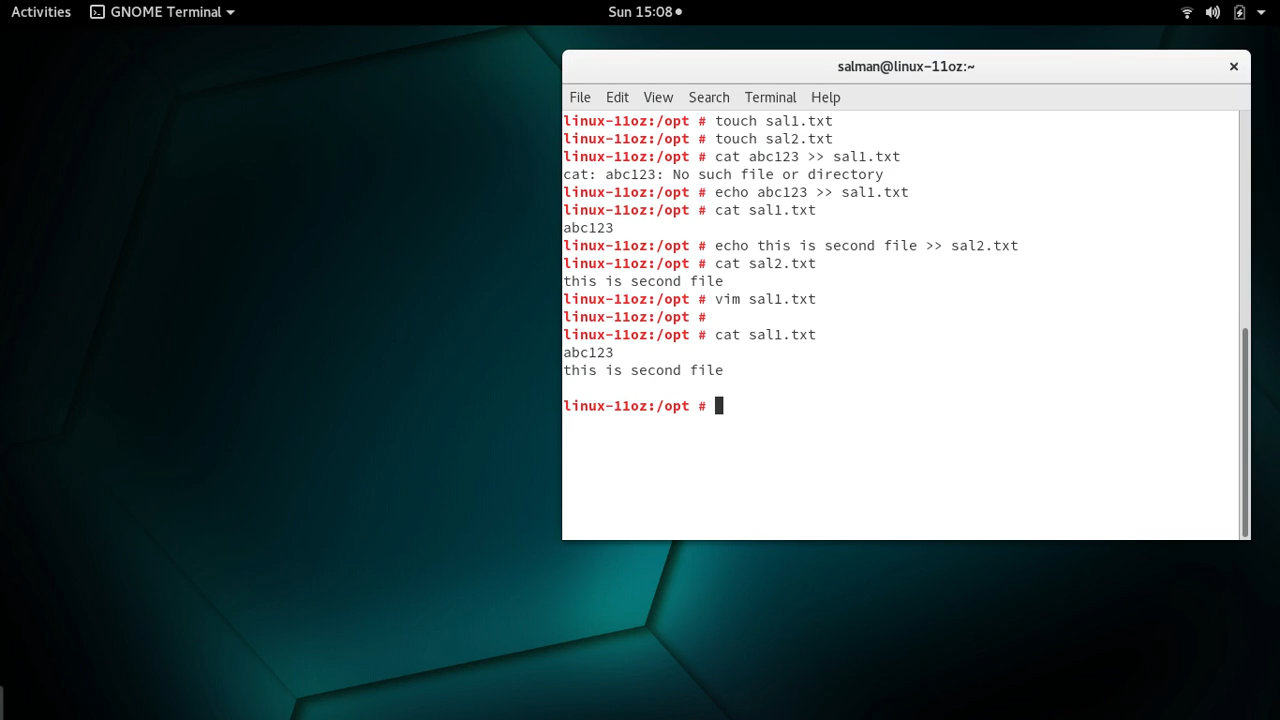 Activities GNOME Terminal Sun 15:08
salman@linux-11oz:~ ×
File Edit View Search Terminal Help
linux-11oz:/opt # touch sal1.txt
linux-11oz:/opt # touch sal2.txt
linux-11oz:/opt # cat abc123 >> sal1.txt
cat: abc123: No such file or directory
linux-11oz:/opt # echo abc123 >> sal1.txt
linux-11oz:/opt # cat sal1.txt
abc123
linux-11oz:/opt # echo this is second file >> sal2.txt
linux-11oz:/opt # cat sal2.txt
this is second file
linux-11oz:/opt # vim sal1.txt
linux-11oz:/opt #
linux-11oz:/opt # cat sal1.txt
abc123
this is second file
linux-11oz:/opt #